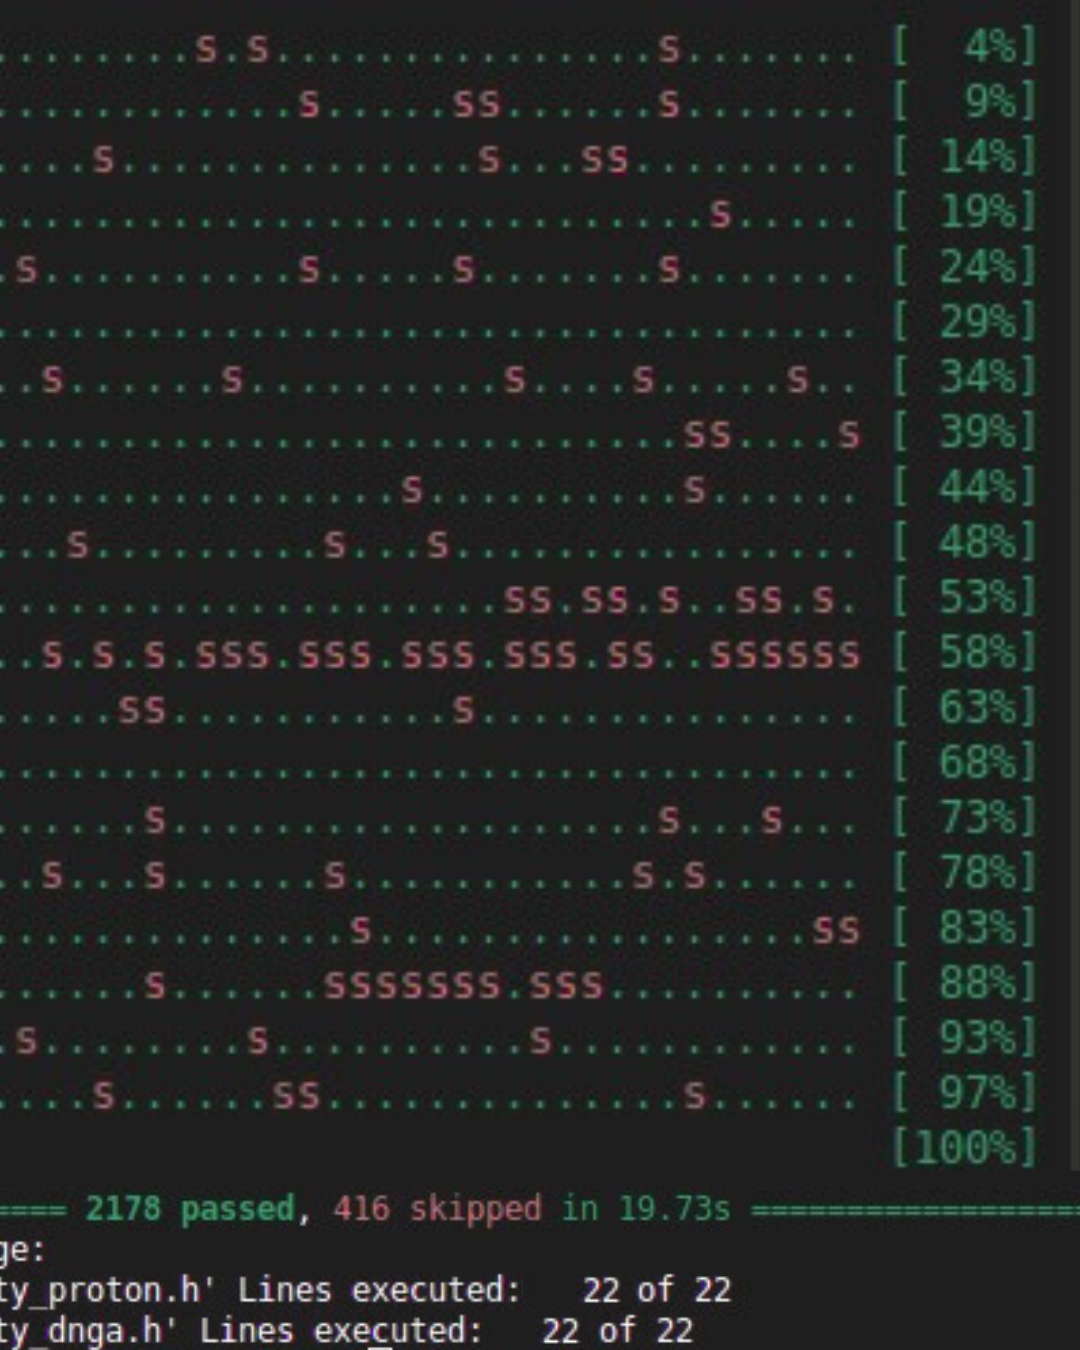 ........s.s...............s....... [  4%]
............s.....ss......s....... [  9%]
....s..............s...ss......... [ 14%]
............................s..... [ 19%]
.s..........s.....s.......s....... [ 24%]
.................................. [ 29%]
..s......s..........s....s.....s.. [ 34%]
...........................ss....s [ 39%]
................s..........s...... [ 44%]
...s.........s...s................ [ 48%]
....................ss.ss.s..ss.s. [ 53%]
..s.s.s.sss.sss.sss.sss.ss..ssssss [ 58%]
.....ss...........s............... [ 63%]
.................................. [ 68%]
......s...................s...s... [ 73%]
..s...s......s...........s.s...... [ 78%]
..............s.................ss [ 83%]
......s......sssssss.sss.......... [ 88%]
.s........s..........s............ [ 93%]
....s......ss..............s...... [ 97%]
[100%]
==== 2178 passed, 416 skipped in 19.73s ==================
ge:
ty_proton.h' Lines executed:   22 of 22
ty_dnga.h' Lines executed:   22 of 22